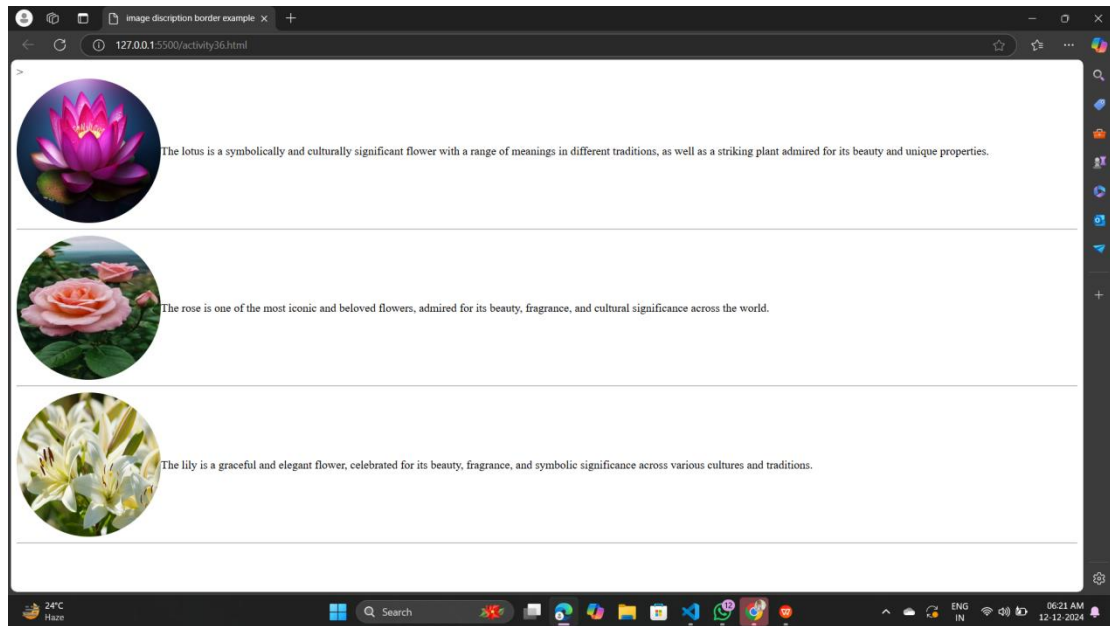 image discription border example
127.0.0.1:5500/activity36.html
>
The lotus is a symbolically and culturally significant flower with a range of meanings in different traditions, as well as a striking plant admired for its beauty and unique properties.
The rose is one of the most iconic and beloved flowers, admired for its beauty, fragrance, and cultural significance across the world.
The lily is a graceful and elegant flower, celebrated for its beauty, fragrance, and symbolic significance across various cultures and traditions.
24°C
Haze
Search
12
ENG
IN
06:21 AM
12-12-2024